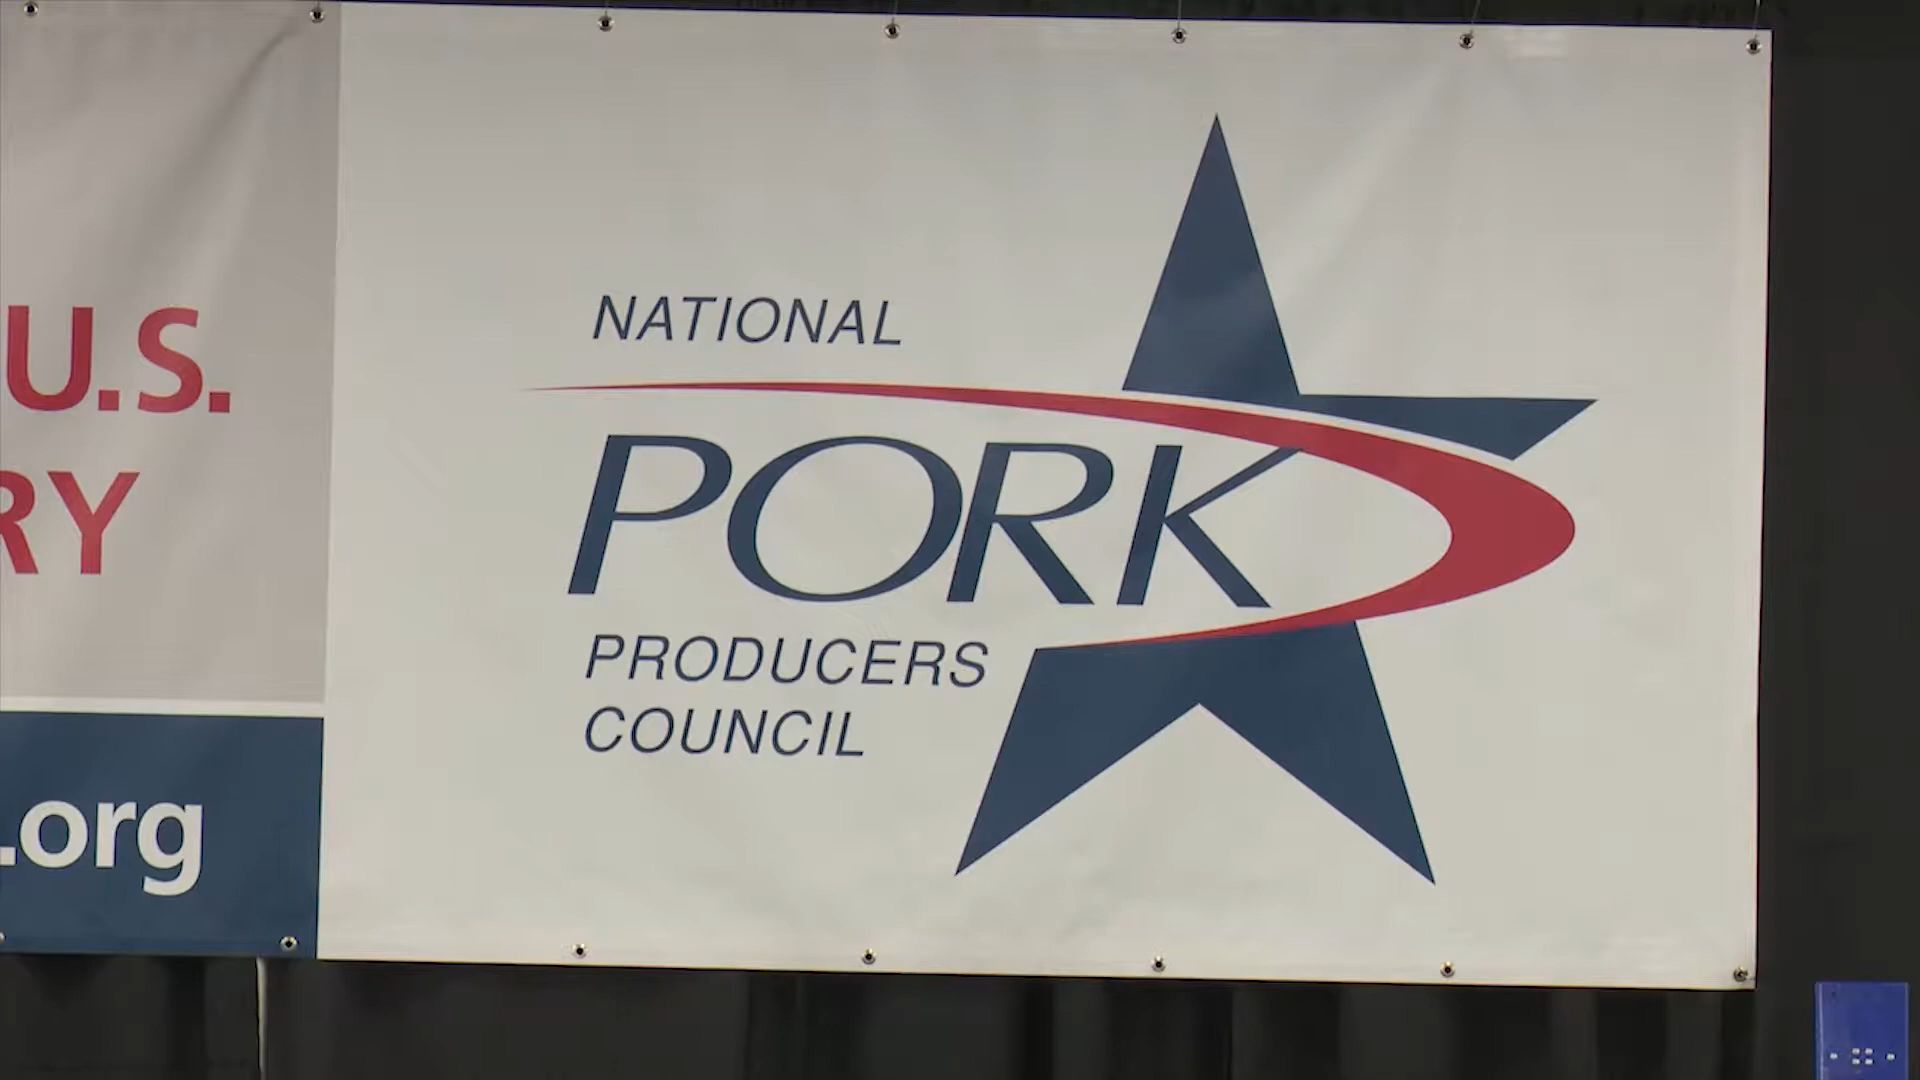 U.S.
RY
.org
NATIONAL
PORK
PRODUCERS
COUNCIL